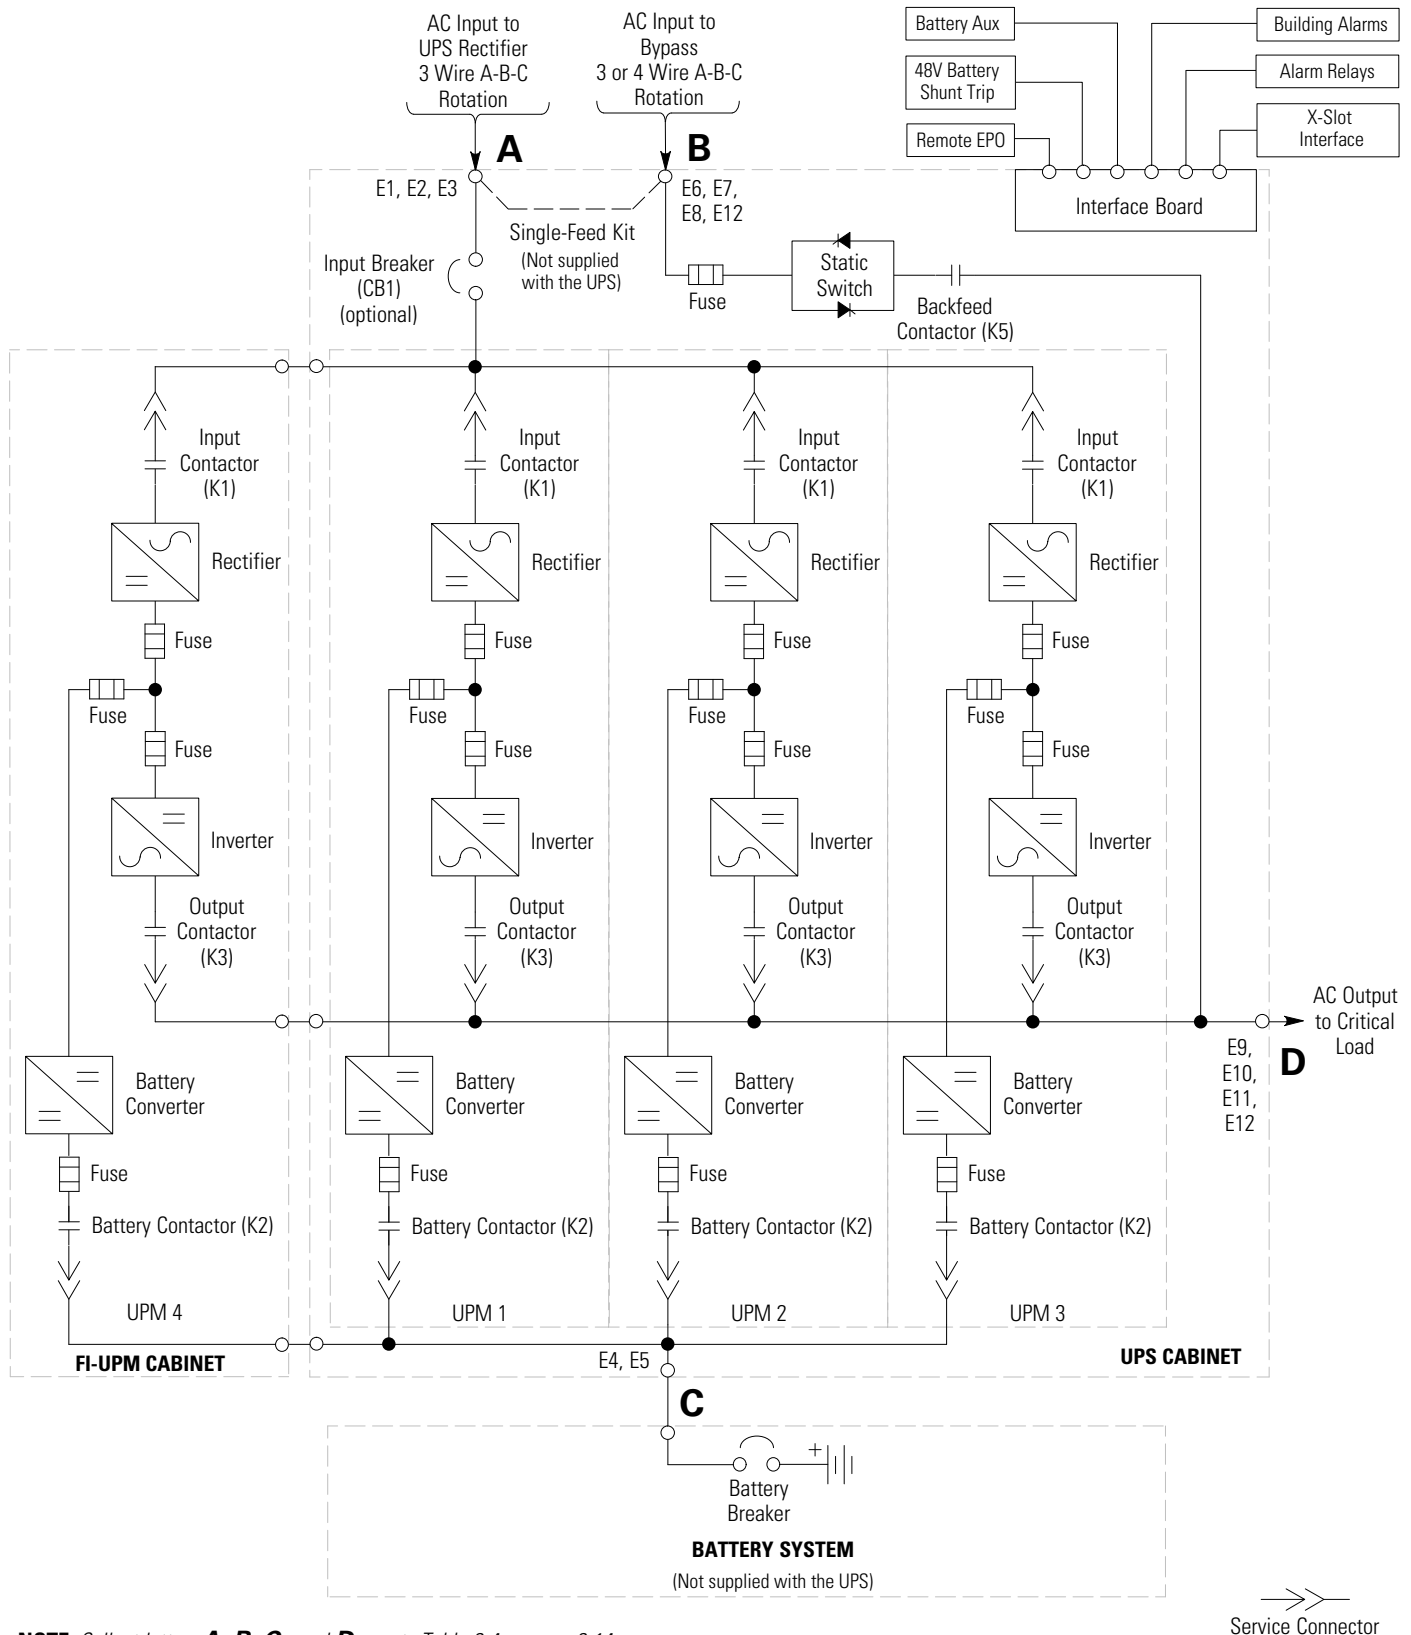 AC Input to
UPS Rectifier
3 Wire A-B-C
Rotation
AC Input to
Bypass
3 or 4 Wire A-B-C
Rotation
Battery Aux
48V Battery
Shunt Trip
Remote EPO
Building Alarms
Alarm Relays
X-Slot
Interface
Interface Board
A
B
E1, E2, E3
E6, E7,
E8, E12
Single-Feed Kit
(Not supplied
with the UPS)
Input Breaker
(CB1)
(optional)
Fuse
Static
Switch
Backfeed
Contactor (K5)
Input
Contactor
(K1)
Input
Contactor
(K1)
Input
Contactor
(K1)
Input
Contactor
(K1)
Rectifier
Rectifier
Rectifier
Rectifier
Fuse
Fuse
Fuse
Fuse
Fuse
Fuse
Fuse
Fuse
Fuse
Fuse
Fuse
Fuse
Inverter
Inverter
Inverter
Inverter
Output
Contactor
(K3)
Output
Contactor
(K3)
Output
Contactor
(K3)
Output
Contactor
(K3)
AC Output
to Critical
Load
D
E9,
E10,
E11,
E12
Battery
Converter
Battery
Converter
Battery
Converter
Battery
Converter
Fuse
Fuse
Fuse
Fuse
Battery Contactor (K2)
Battery Contactor (K2)
Battery Contactor (K2)
Battery Contactor (K2)
UPM 4
UPM 1
UPM 2
UPM 3
FI-UPM CABINET
E4, E5
UPS CABINET
C
+
Battery
Breaker
BATTERY SYSTEM
(Not supplied with the UPS)
Service Connector